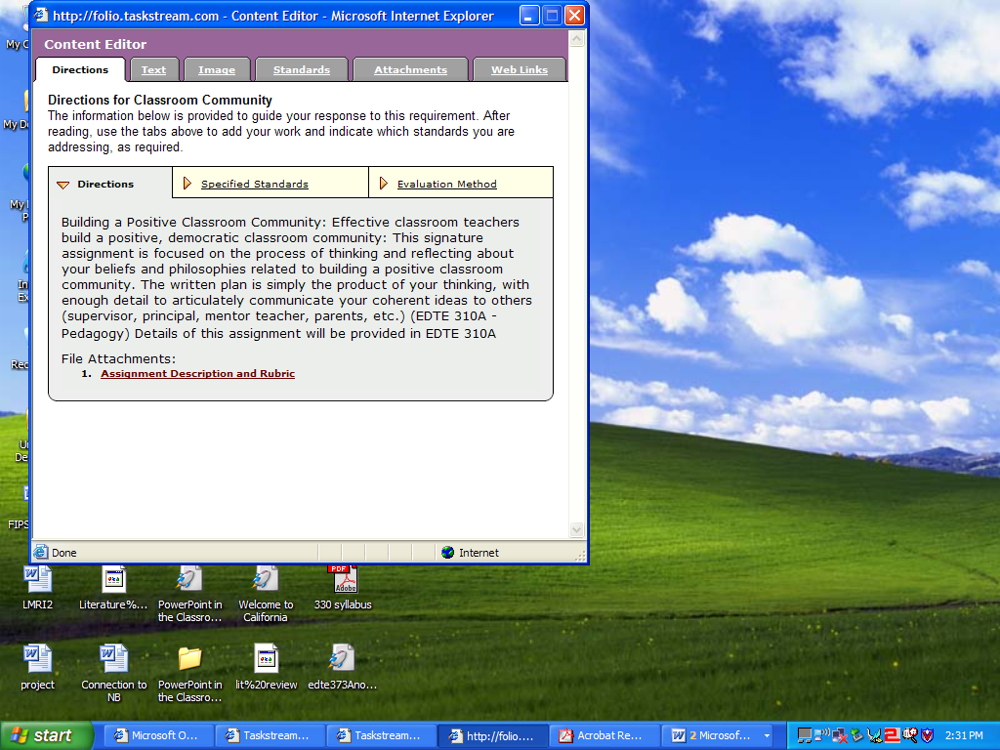 http://folio.taskstream.com - Content Editor - Microsoft Internet Explorer
Content Editor
Directions
Text
Image
Standards
Attachments
Web Links
Directions for Classroom Community
The information below is provided to guide your response to this requirement. After
reading, use the tabs above to add your work and indicate which standards you are
addressing, as required.
Directions
Specified Standards
Evaluation Method
Building a Positive Classroom Community: Effective classroom teachers
build a positive, democratic classroom community: This signature
assignment is focused on the process of thinking and reflecting about
your beliefs and philosophies related to building a positive classroom
community. The written plan is simply the product of your thinking, with
enough detail to articulately communicate your coherent ideas to others
(supervisor, principal, mentor teacher, parents, etc.) (EDTE 310A -
Pedagogy) Details of this assignment will be provided in EDTE 310A
File Attachments:
1. Assignment Description and Rubric
Done
Internet
My
My
My
Rec
FIPS
LMRI2
Literature%...
PowerPoint in
the Classro...
Welcome to
California
PDF
Adobe
330 syllabus
project
Connection to
NB
PowerPoint in
the Classro...
lit%20review
edte373Ano...
start
Microsoft O...
Taskstream...
Taskstream...
http://folio....
Acrobat Re...
2 Microsof...
2:31 PM